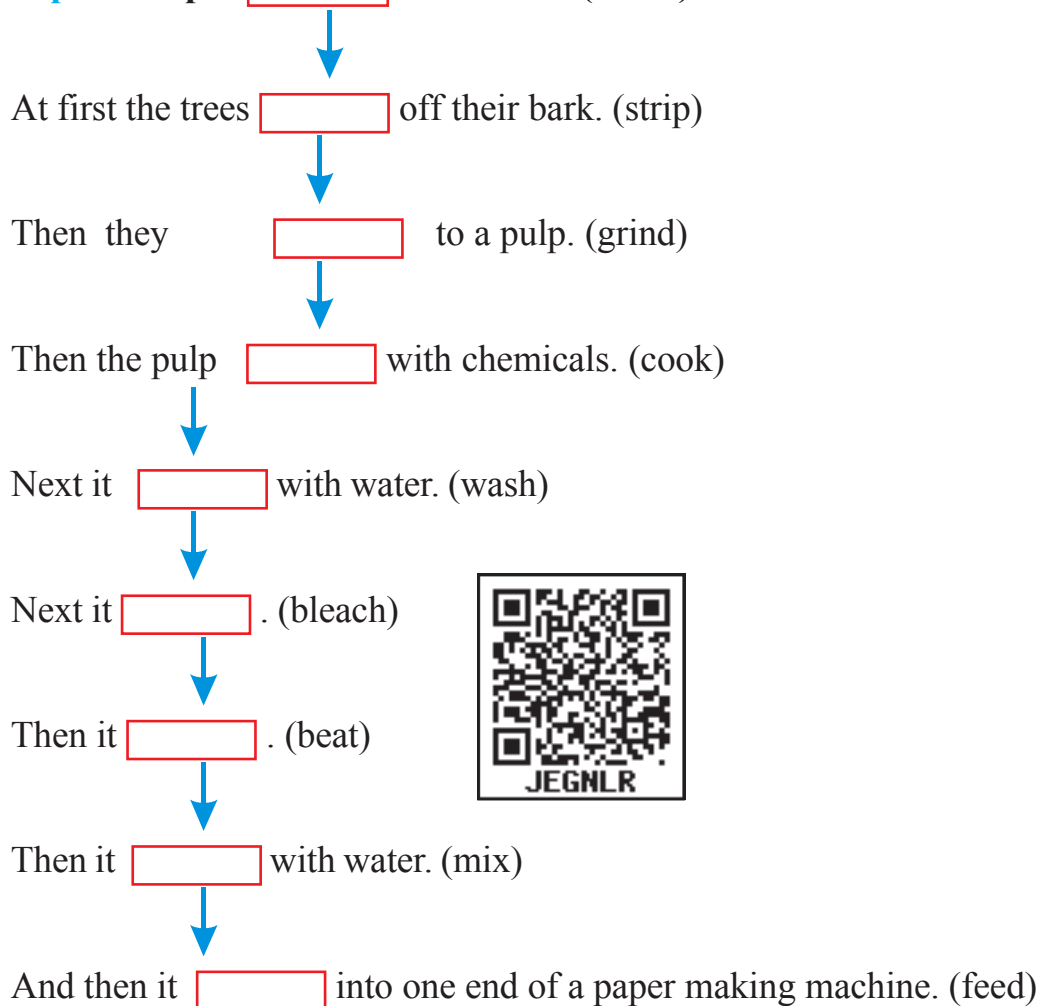 At first the trees off their bark. (strip)
Then they to a pulp. (grind)
Then the pulp with chemicals. (cook)
Next it with water. (wash)
Next it . (bleach)
JEGNLR
Then it . (beat)
Then it with water. (mix)
And then it into one end of a paper making machine. (feed)